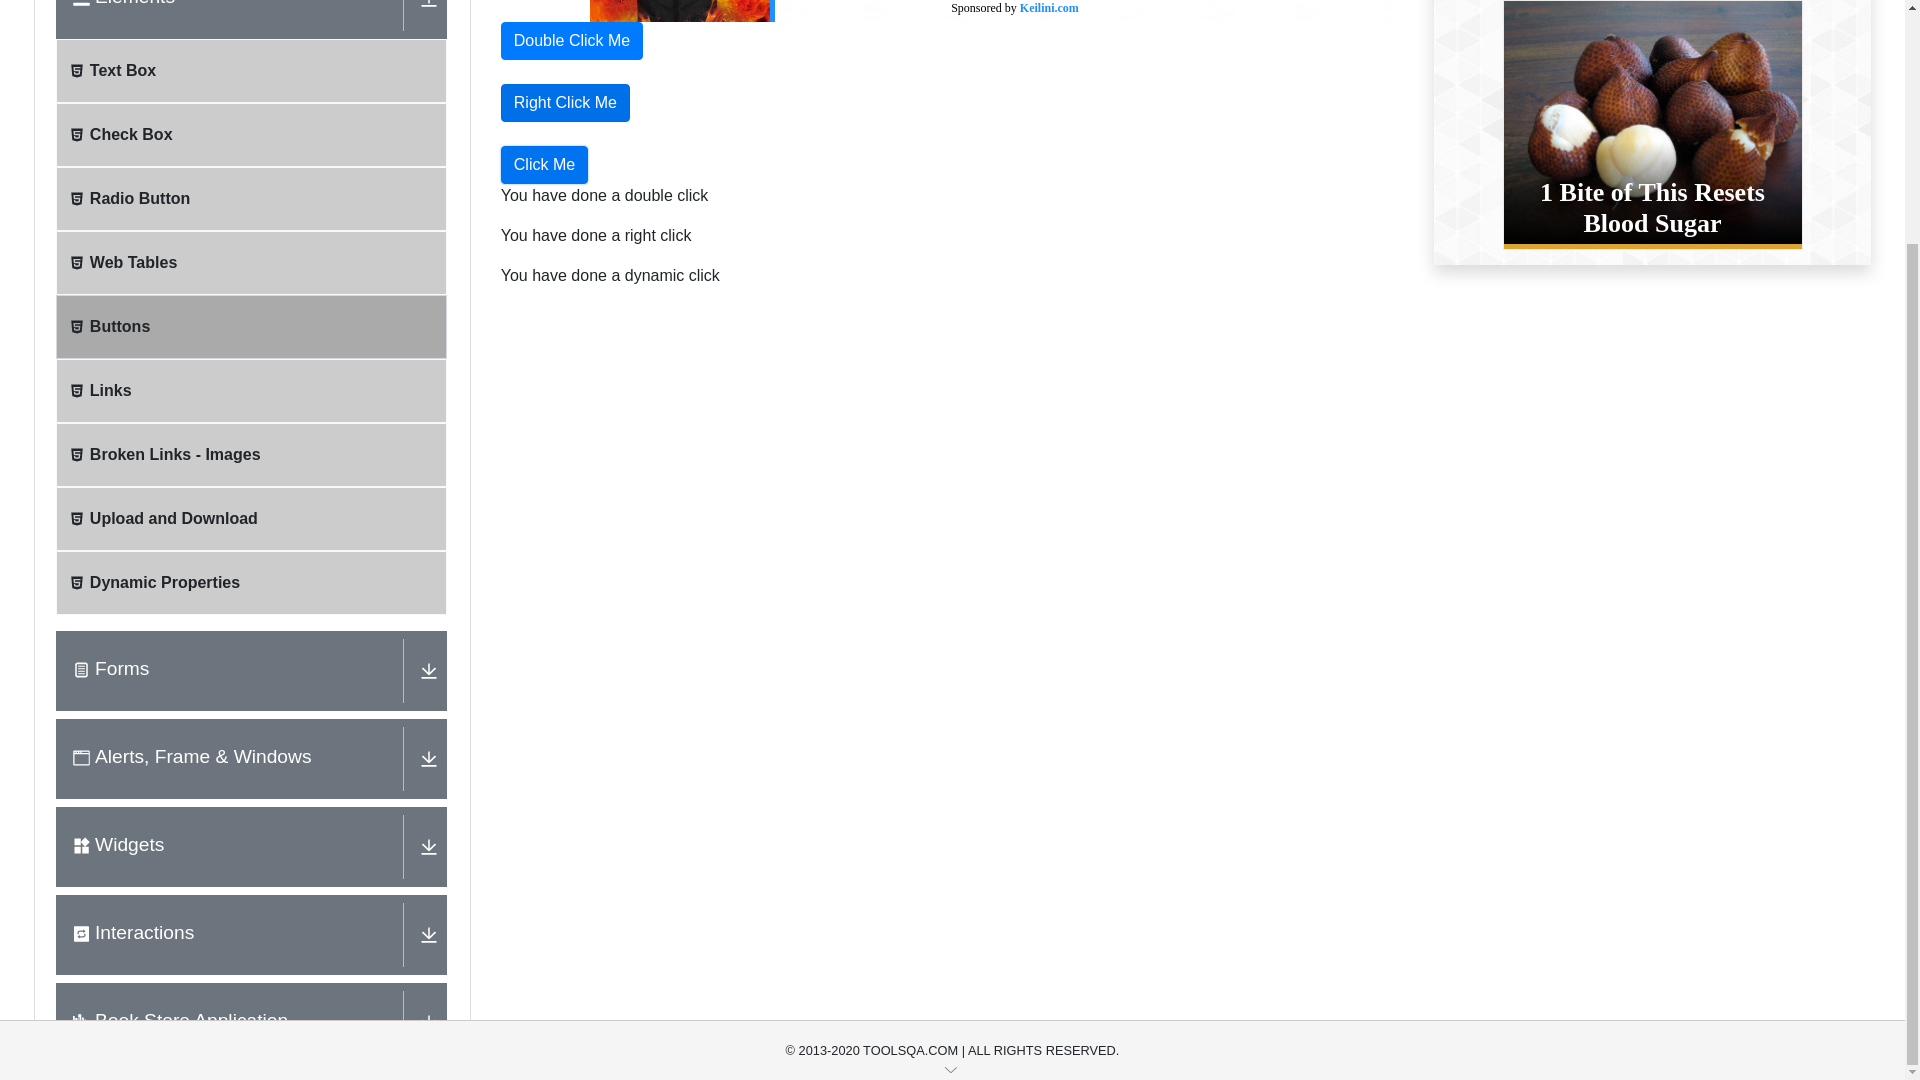 Elements
Text Box
Check Box
Radio Button
Web Tables
Buttons
Links
Broken Links - Images
Upload and Download
Dynamic Properties
Forms
Alerts, Frame & Windows
Widgets
Interactions
Book Store Application
Sponsored by Keilini.com
Double Click Me
Right Click Me
Click Me
You have done a double click
You have done a right click
You have done a dynamic click
1 Bite of This Resets
Blood Sugar
© 2013-2020 TOOLSQA.COM | ALL RIGHTS RESERVED.